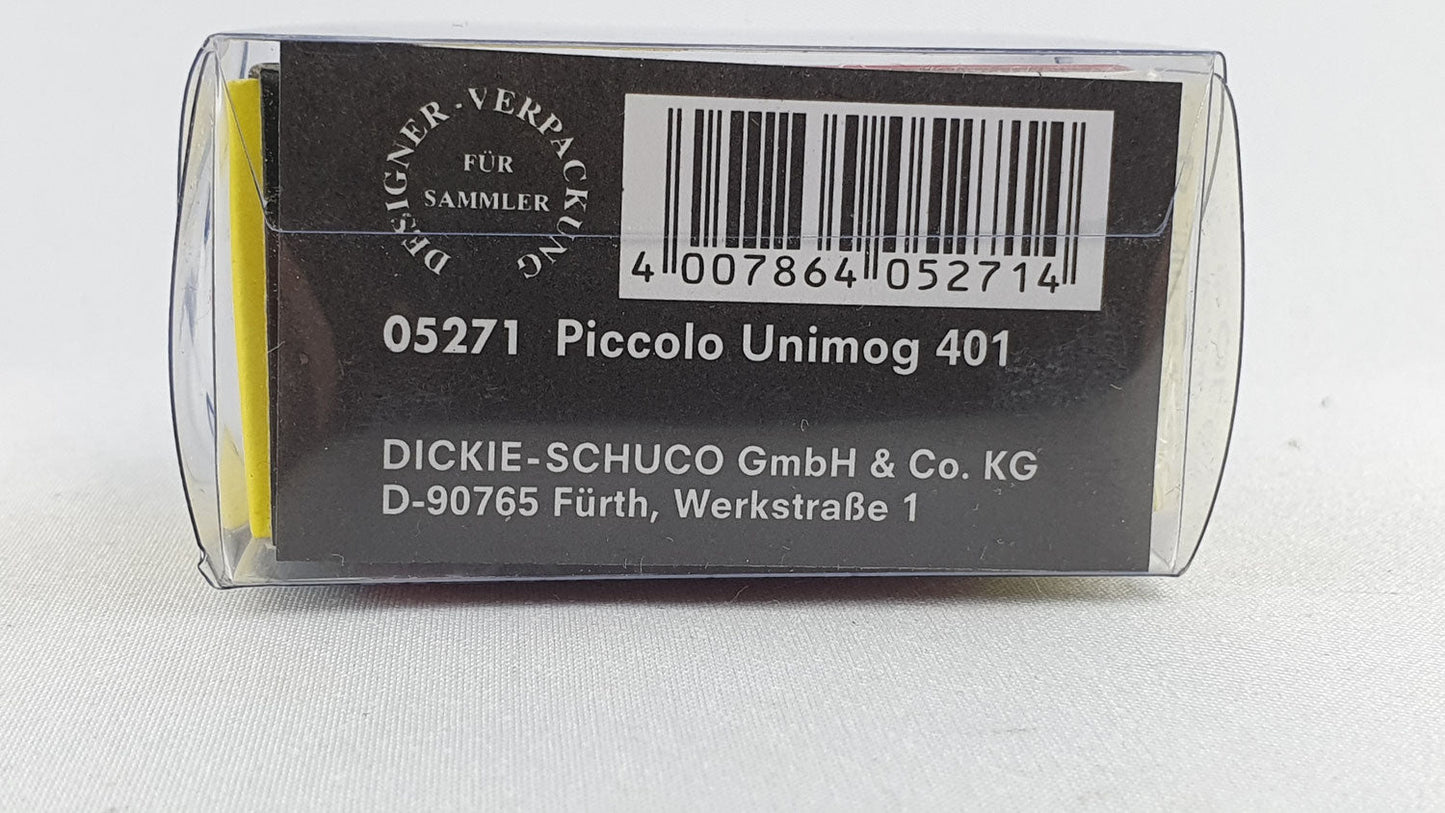 DESIGNER-VERPACKUNG
FÜR
SAMMLER
4 007864 052714
05271 Piccolo Unimog 401
DICKIE-SCHUCO GmbH & Co. KG
D-90765 Fürth, Werkstraße 1